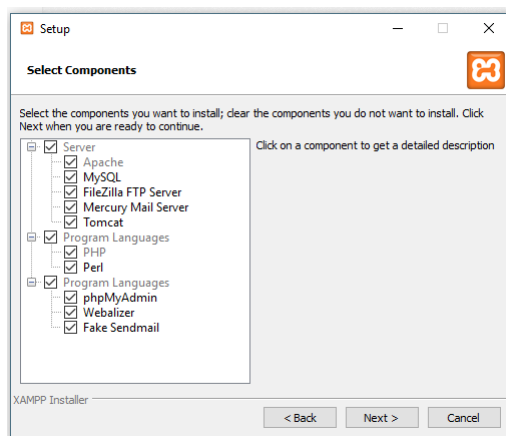 Setup
Select Components
Select the components you want to install; clear the components you do not want to install. Click
Next when you are ready to continue.
Server
Apache
MySQL
FileZilla FTP Server
Mercury Mail Server
Tomcat
Program Languages
PHP
Perl
Program Languages
phpMyAdmin
Webalizer
Fake Sendmail
Click on a component to get a detailed description
XAMPP Installer
< Back
Next >
Cancel